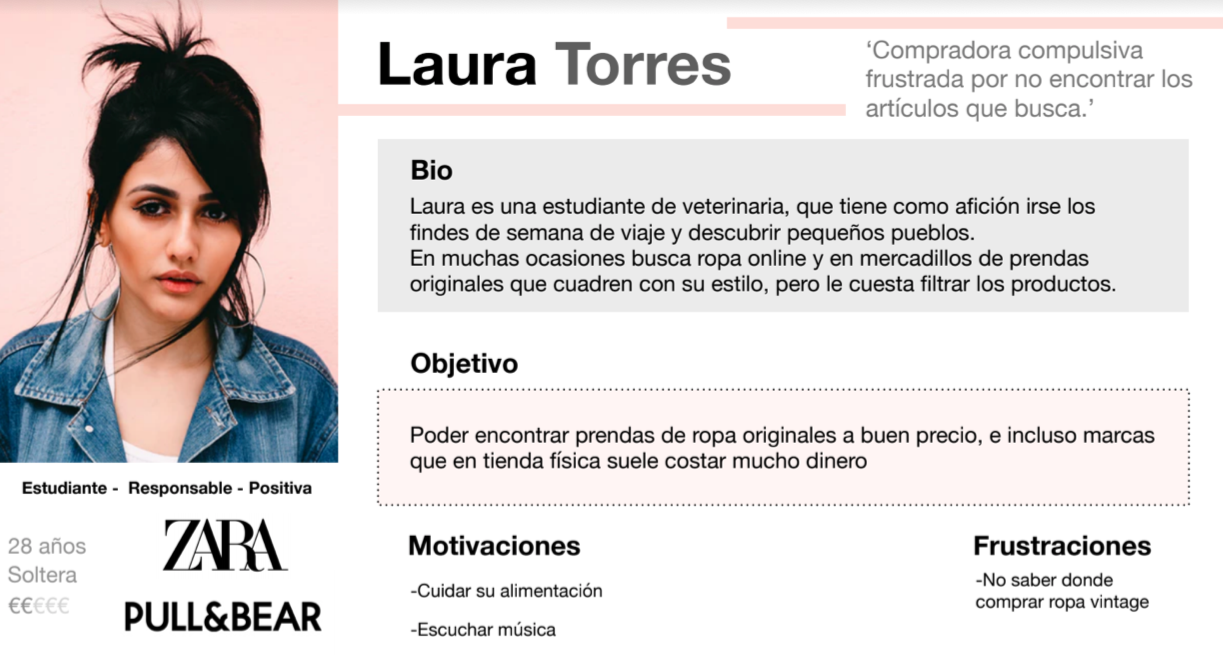 Laura Torres
‘Compradora compulsiva
frustrada por no encontrar los
artículos que busca.’
Bio
Laura es una estudiante de veterinaria, que tiene como afición irse los
findes de semana de viaje y descubrir pequeños pueblos.
En muchas ocasiones busca ropa online y en mercadillos de prendas
originales que cuadren con su estilo, pero le cuesta filtrar los productos.
Objetivo
Poder encontrar prendas de ropa originales a buen precio, e incluso marcas
que en tienda física suele costar mucho dinero
Estudiante - Responsable - Positiva
28 años
Soltera
€€€€€
ZARA
PULL&BEAR
Motivaciones
-Cuidar su alimentación
-Escuchar música
Frustraciones
-No saber donde
comprar ropa vintage